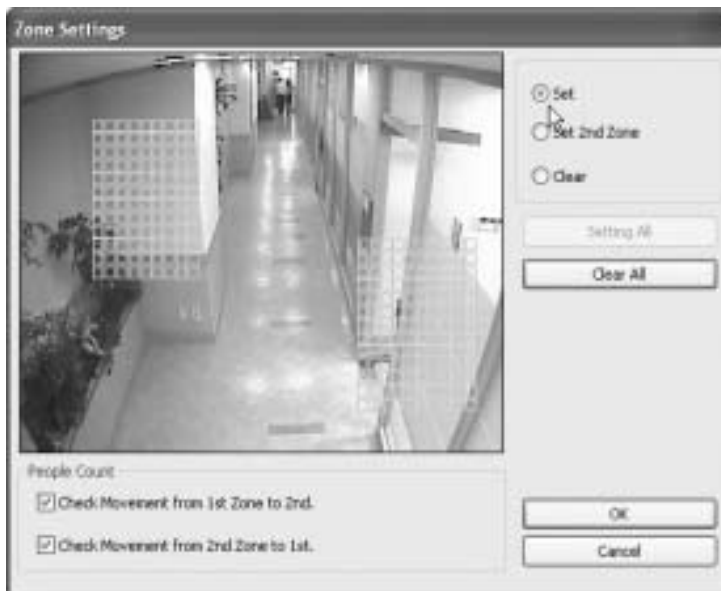 Zone Settings
Set
Set 2nd Zone
Clear
Setting All
Clear All
People Count
Check Movement from 1st Zone to 2nd.
Check Movement from 2nd Zone to 1st.
OK
Cancel